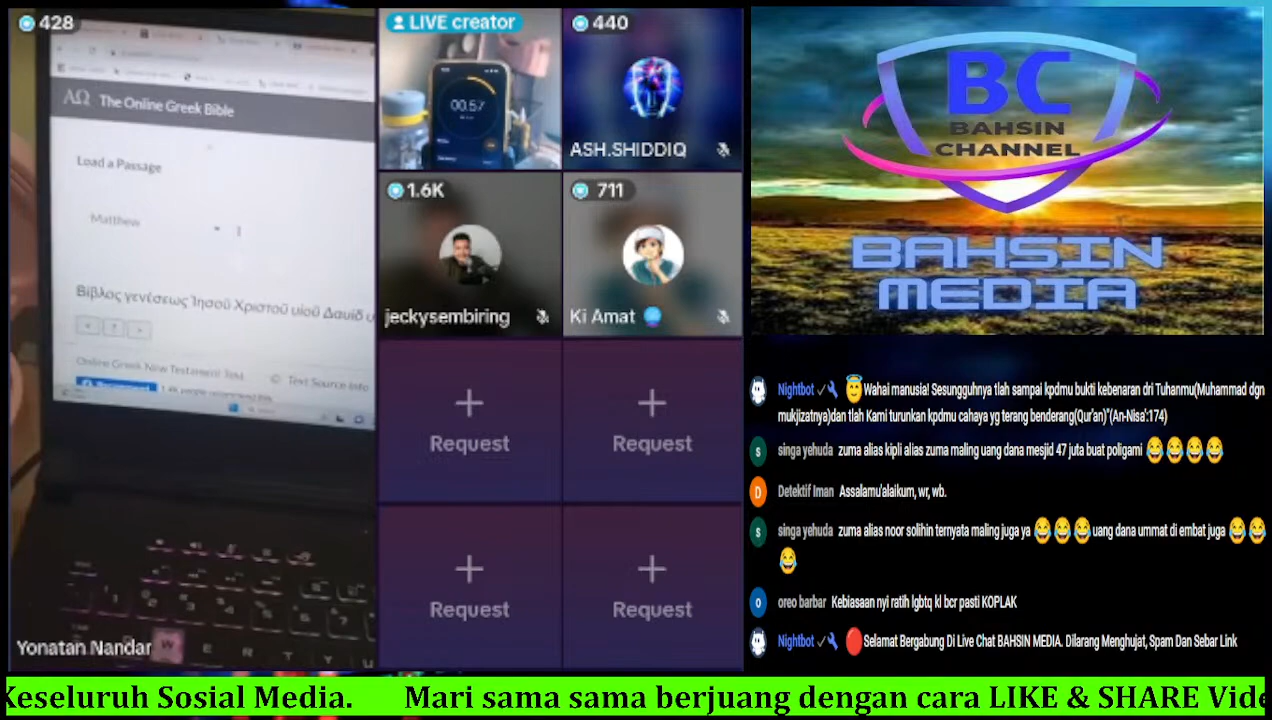 428
ΑΩ The Online Greek Bible
Load a Passage
Matthew
Βίβλος γενέσεως Ἰησοῦ Χριστοῦ υἱοῦ Δαυίδ
Online Greek New Testament Text
© Text Source Info
Yonatan Nandar
W E R T Y U
LIVE creator
00.57
440
ASH.SHIDDIQ
1.6K
jeckysembiring
711
Ki Amat
+ +
Request Request
+ +
Request Request
BC
BAHSIN
CHANNEL
BAHSIN
MEDIA
Nightbot 😇Wahai manusia! Sesungguhnya tlah sampai kpdmu bukti kebenaran dri Tuhanmu(Muhammad dgn
mukjizatnya)dan tlah Kami turunkan kpdmu cahaya yg terang benderang(Qur'an)"(An-Nisa':174)
s singa yehuda zuma alias kipli alias zuma maling uang dana mesjid 47 juta buat poligami 😂😂😂😂
D Detektif Iman Assalamu'alaikum, wr, wb.
s singa yehuda zuma alias noor solihin ternyata maling juga ya 😂😂😂uang dana ummat di embat juga 😂😂
😂
o oreo barbar Kebiasaan nyi ratih lgbtq kl bcr pasti KOPLAK
Nightbot 🔴Selamat Bergabung Di Live Chat BAHSIN MEDIA. Dilarang Menghujat, Spam Dan Sebar Link
Keseluruh Sosial Media. Mari sama sama berjuang dengan cara LIKE & SHARE Vide